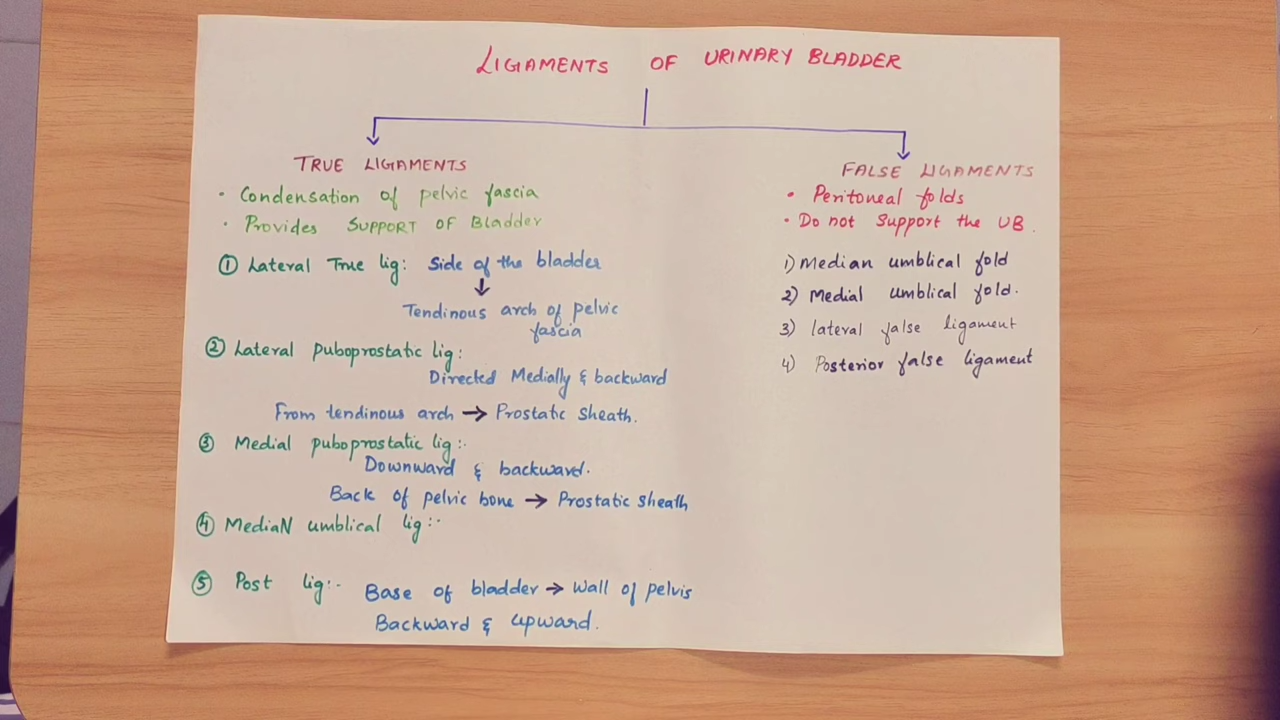 LIGAMENTS OF URINARY BLADDER
TRUE LIGAMENTS
• Condensation of pelvic fascia
• Provides SUPPORT OF Bladder
① Lateral True lig: Side of the bladder
↓
Tendinous arch of pelvic
fascia
② Lateral puboprostatic lig:
Directed Medially & backward
From tendinous arch → Prostatic Sheath.
③ Medial puboprostatic lig:-
Downward & backward.
Back of pelvic bone → Prostatic Sheath
④ MediaN umblical lig:-
⑤ Post lig:- Base of bladder → Wall of pelvis
Backward & upward.
FALSE LIGAMENTS
• Peritoneal folds
• Do not Support the UB.
1) Median umblical fold
2) Medial umblical fold.
3) lateral false ligament
4) Posterior false ligament